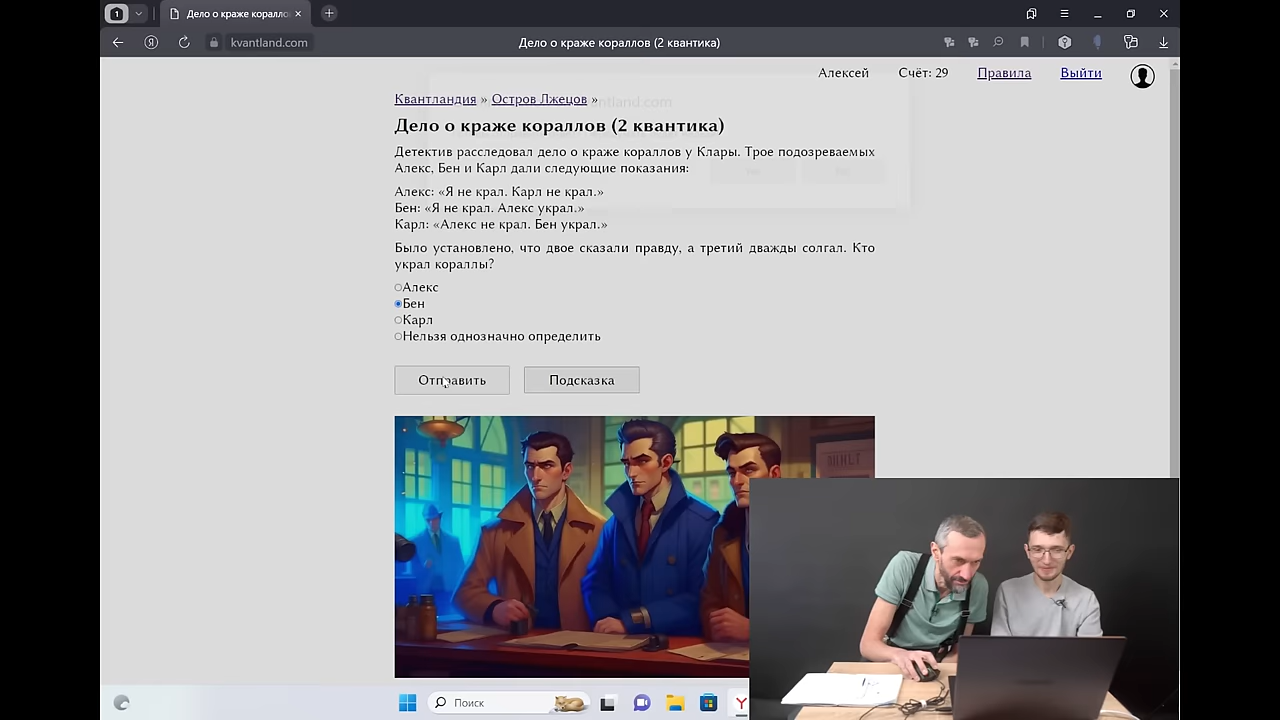 1
Дело о краже коралло
kvantland.com
Дело о краже кораллов (2 квантика)
Алексей Счёт: 29 Правила Выйти
Квантландия » Остров Лжецов »
Дело о краже кораллов (2 квантика)
Детектив расследовал дело о краже кораллов у Клары. Трое подозреваемых
Алекс, Бен и Карл дали следующие показания:
Алекс: «Я не крал. Карл не крал.»
Бен: «Я не крал. Алекс украл.»
Карл: «Алекс не крал. Бен украл.»
Было установлено, что двое сказали правду, а третий дважды солгал. Кто
украл кораллы?
Алекс
Бен
Карл
Нельзя однозначно определить
Отправить Подсказка
Поиск